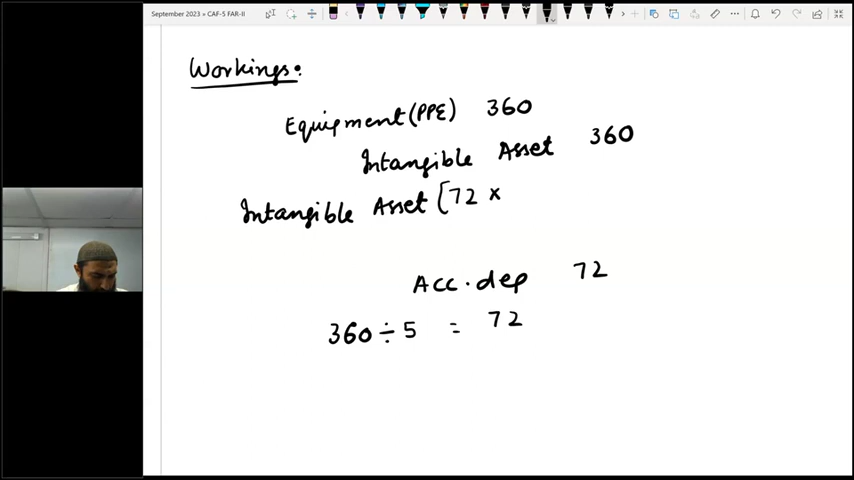 September 2023 » CAF-5 FAR-II
Workings:
Equipment (PPE) 360
Intangible Asset 360
Intangible Asset [72 x
Acc. dep 72
360 ÷ 5 = 72